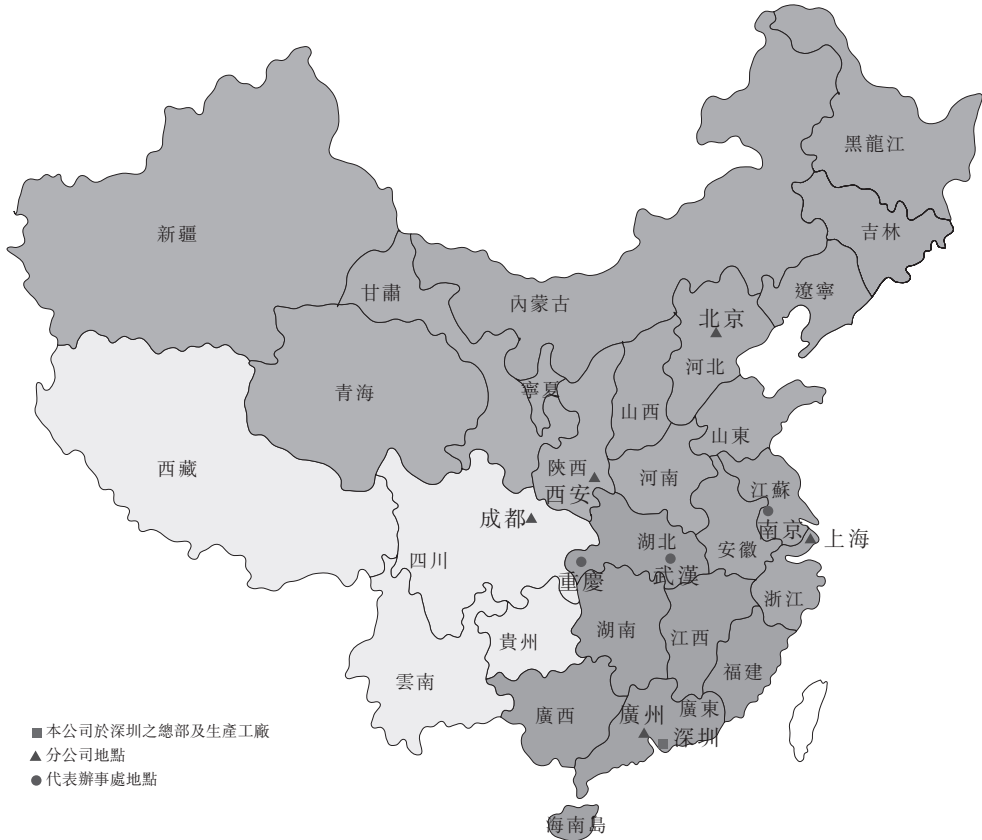 黑龍江
吉林
新疆
遼寧
甘肅
內蒙古
北京
河北
青海
寧夏
山西
山東
西藏
陝西
西安
河南
江蘇
成都
南京
上海
四川
湖北
安徽
重慶
武漢
浙江
湖南
江西
貴州
福建
雲南
廣西
廣州
廣東
深圳
海南島
本公司於深圳之總部及生產工廠
分公司地點
代表辦事處地點